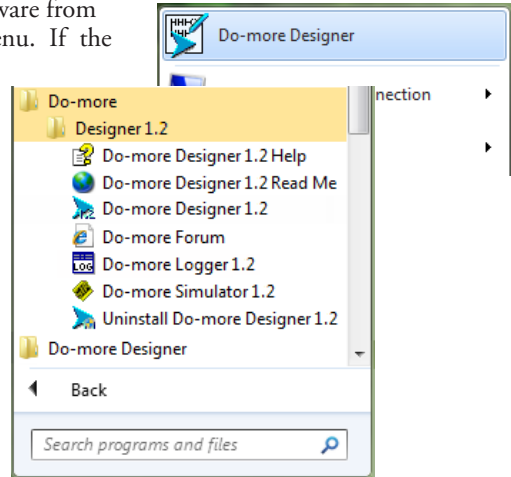 ware from
enu. If the
Do-more Designer
nection
Do-more
Designer 1.2
Do-more Designer 1.2 Help
Do-more Designer 1.2 Read Me
Do-more Designer 1.2
Do-more Forum
LOG Do-more Logger 1.2
Do-more Simulator 1.2
Uninstall Do-more Designer 1.2
Do-more Designer
Back
Search programs and files